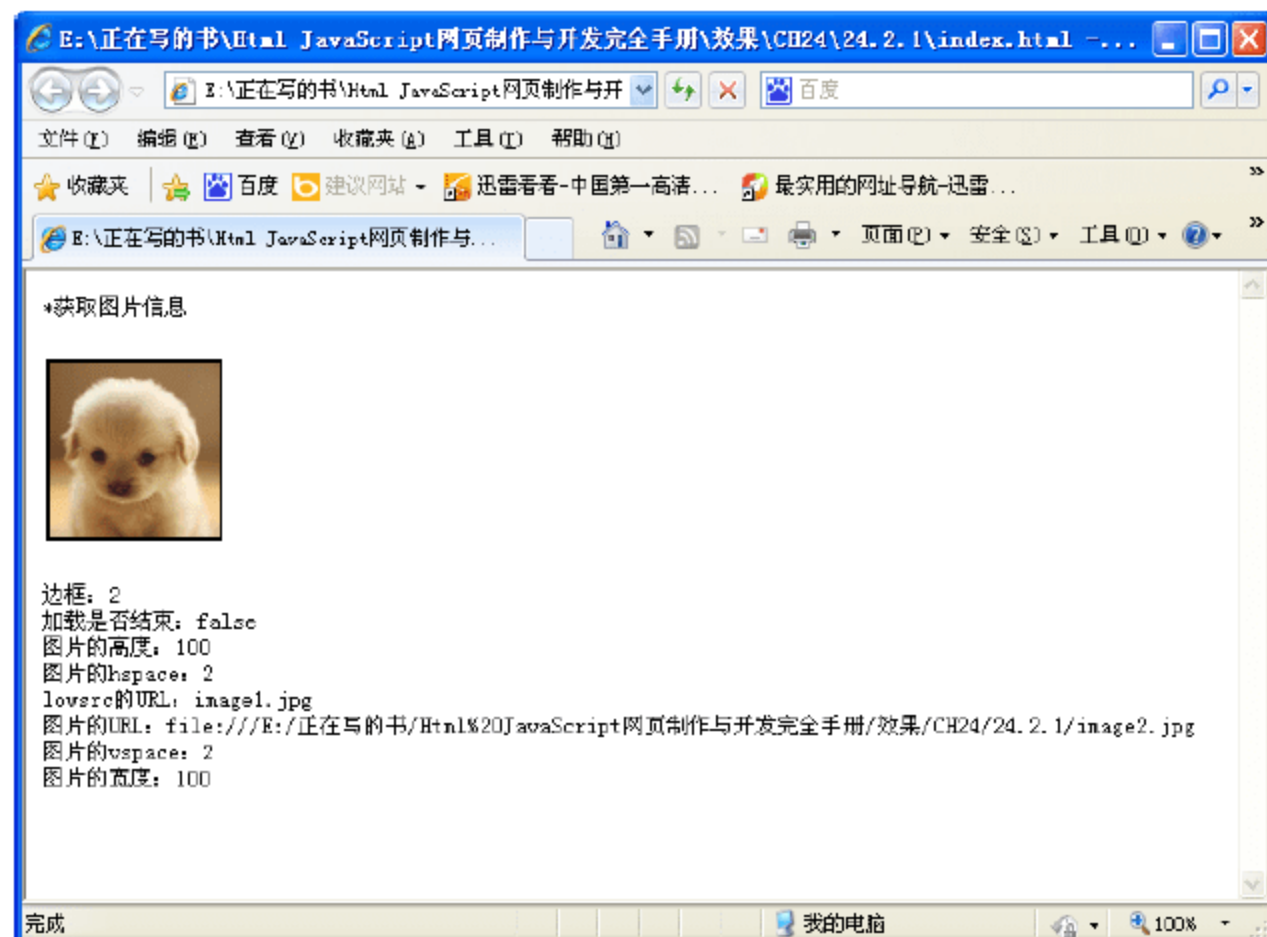 E:\正在写的书\Html JavaScript网页制作与开发完全手册\效果\CH24\24.2.1\index.html -...
E:\正在写的书\Html JavaScript网页制作与开
百度
文件(F) 编辑(E) 查看(V) 收藏夹(A) 工具(T) 帮助(H)
收藏夹 百度 建议网站 迅雷看看-中国第一高清... 最实用的网址导航-迅雷... »
E:\正在写的书\Html JavaScript网页制作与... 页面(P) 安全(S) 工具(O) »
*获取图片信息
边框：2
加载是否结束：false
图片的高度：100
图片的hspace：2
lowsrc的URL：image1.jpg
图片的URL：file:///E:/正在写的书/Html%20JavaScript网页制作与开发完全手册/效果/CH24/24.2.1/image2.jpg
图片的vspace：2
图片的宽度：100
完成 我的电脑 100%